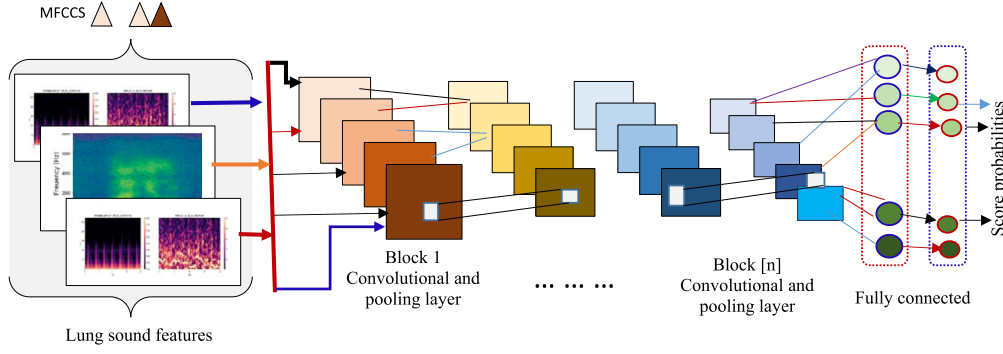 MFCCS
Frequency (Hz)
Lung sound features
Block 1
Convolutional and
pooling layer
... ... ...
Block [n]
Convolutional and
pooling layer
Fully connected
Score probabilities